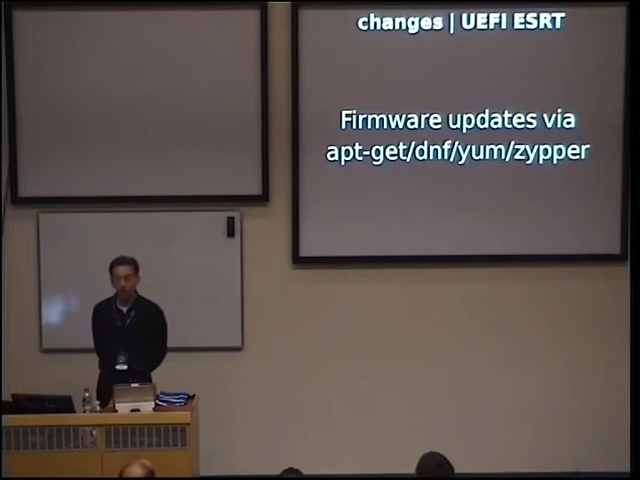 changes | UEFI ESRT
Firmware updates via
apt-get/dnf/yum/zypper